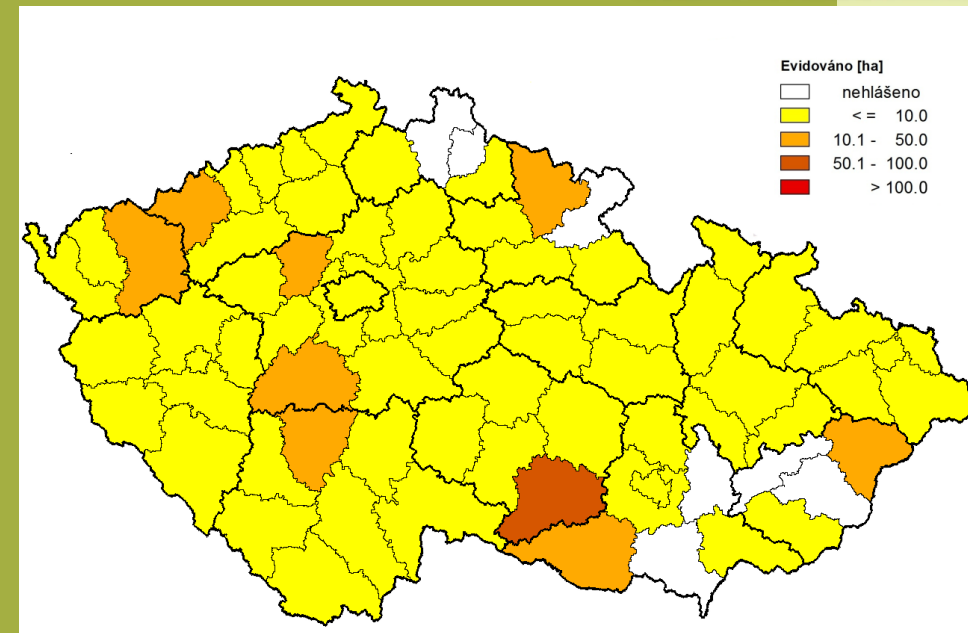 Evidováno [ha]
nehlášeno
< = 10.0
10.1 - 50.0
50.1 - 100.0
> 100.0